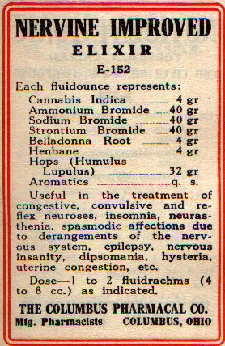 NERVINE IMPROVED
ELIXIR
E-152
Each fluidounce represents:
Cannabis Indica ........ 4 gr
Ammonium Bromide ....... 40 gr
Sodium Bromide ......... 40 gr
Strontium Bromide ...... 40 gr
Belladonna Root ........ 4 gr
Henbane ................ 4 gr
Hops (Humulus
Lupulus) ............... 32 gr
Aromatics .............. q. s.
Useful in the treatment of
congestive, convulsive and re-
flex neuroses, insomnia, neuras-
thenia, spasmodic affections due
to derangements of the nerv-
ous system, epilepsy, nervous
insanity, dipsomania, hysteria,
uterine congestion, etc.
Dose—1 to 2 fluidrachms (4
to 8 cc.) as indicated.
THE COLUMBUS PHARMACAL CO.
Mfg. Pharmacists COLUMBUS, OHIO